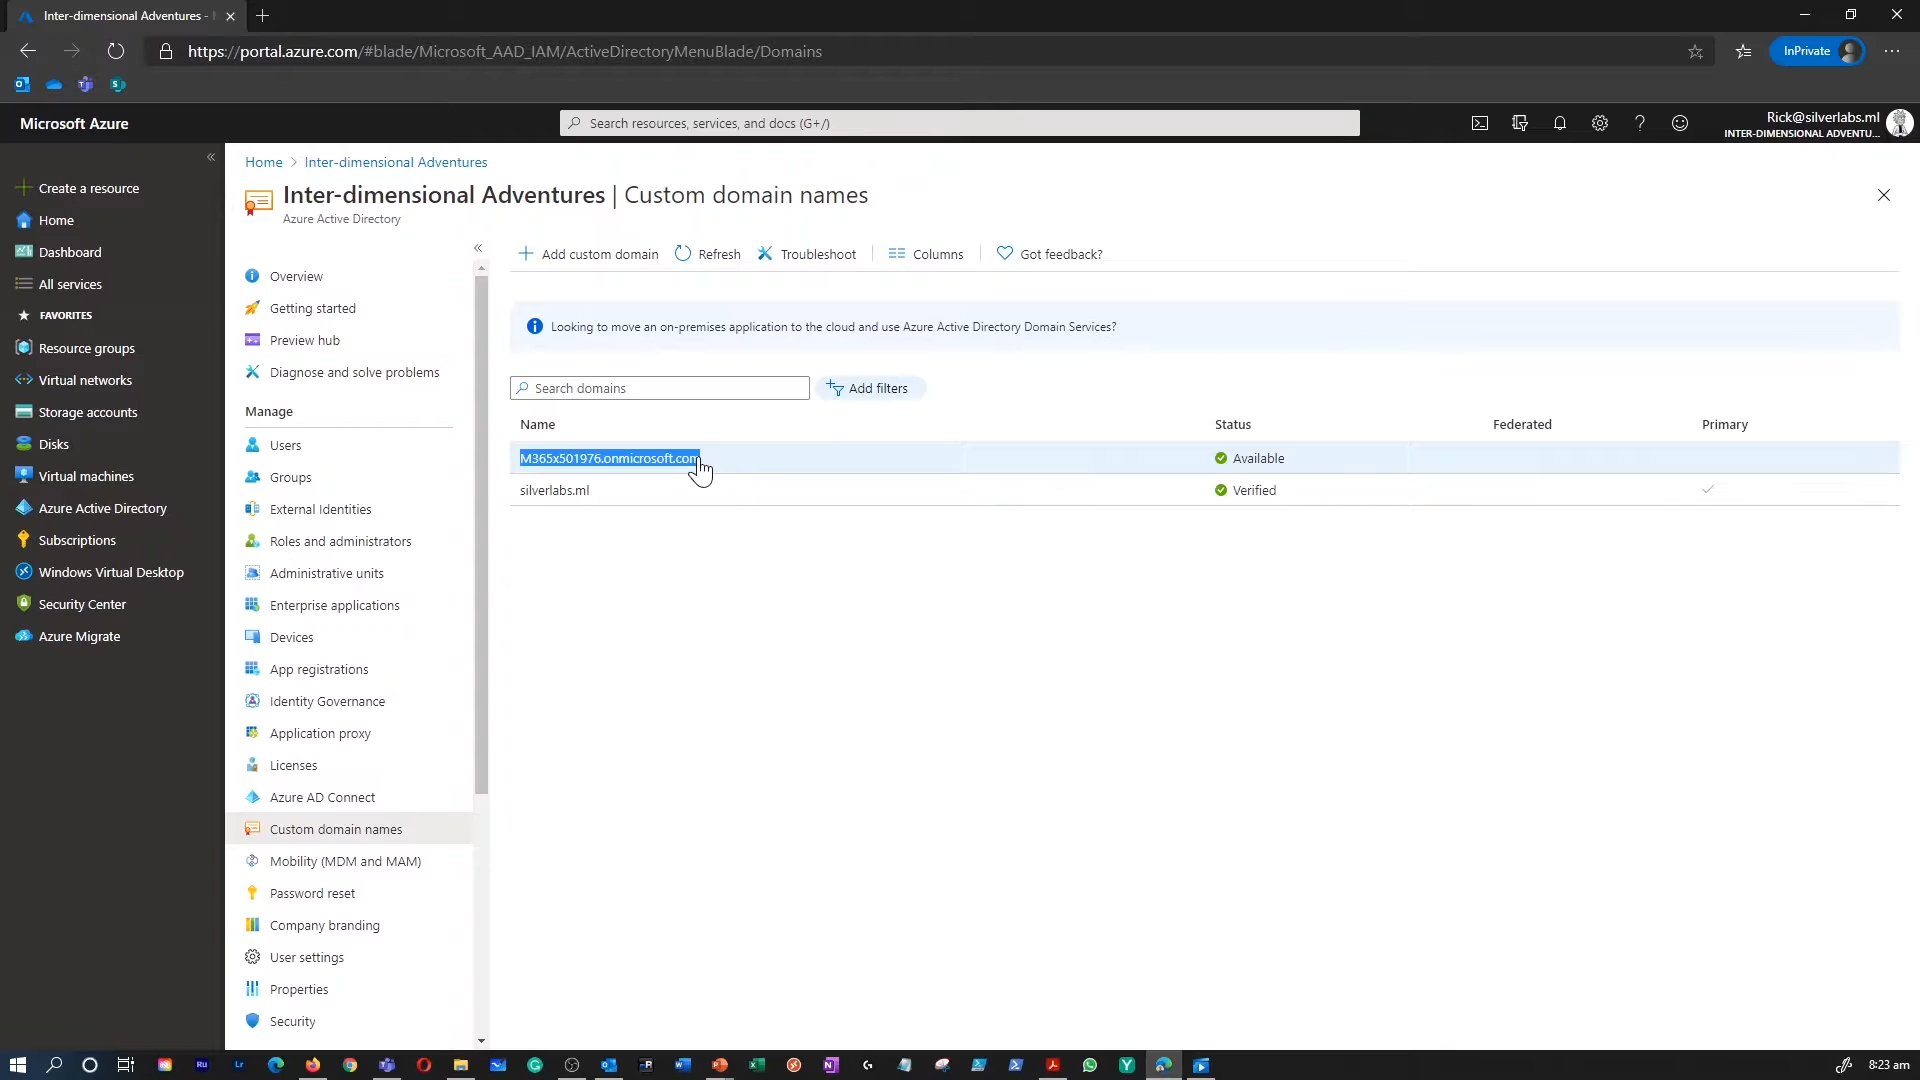 Inter-dimensional Adventures -
https://portal.azure.com/#blade/Microsoft_AAD_IAM/ActiveDirectoryMenuBlade/Domains
InPrivate
Microsoft Azure
Search resources, services, and docs (G+/)
Rick@silverlabs.ml
INTER-DIMENSIONAL ADVENTU...
Create a resource
Home
Dashboard
All services
FAVORITES
Resource groups
Virtual networks
Storage accounts
Disks
Virtual machines
Azure Active Directory
Subscriptions
Windows Virtual Desktop
Security Center
Azure Migrate
Home > Inter-dimensional Adventures
Inter-dimensional Adventures | Custom domain names
Azure Active Directory
Overview
Getting started
Preview hub
Diagnose and solve problems
Manage
Users
Groups
External Identities
Roles and administrators
Administrative units
Enterprise applications
Devices
App registrations
Identity Governance
Application proxy
Licenses
Azure AD Connect
Custom domain names
Mobility (MDM and MAM)
Password reset
Company branding
User settings
Properties
Security
Add custom domain Refresh Troubleshoot Columns Got feedback?
Looking to move an on-premises application to the cloud and use Azure Active Directory Domain Services?
Search domains Add filters
Name Status Federated Primary
M365x501976.onmicrosoft.com Available
silverlabs.ml Verified
8:23 am